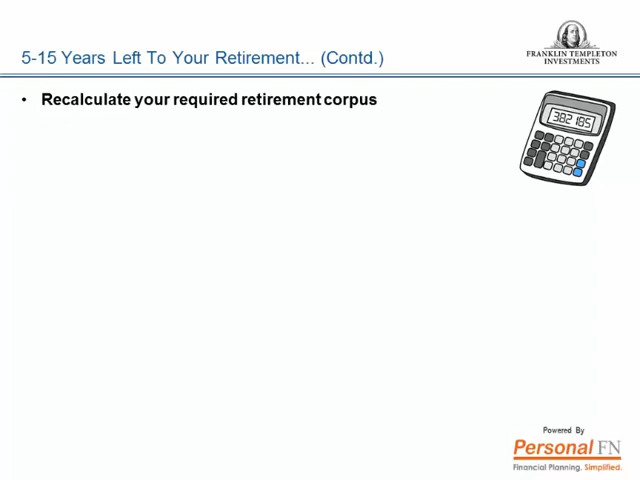 5-15 Years Left To Your Retirement... (Contd.)
FRANKLIN TEMPLETON
INVESTMENTS
• Recalculate your required retirement corpus
382185
Powered By
Personal FN
Financial Planning. Simplified.